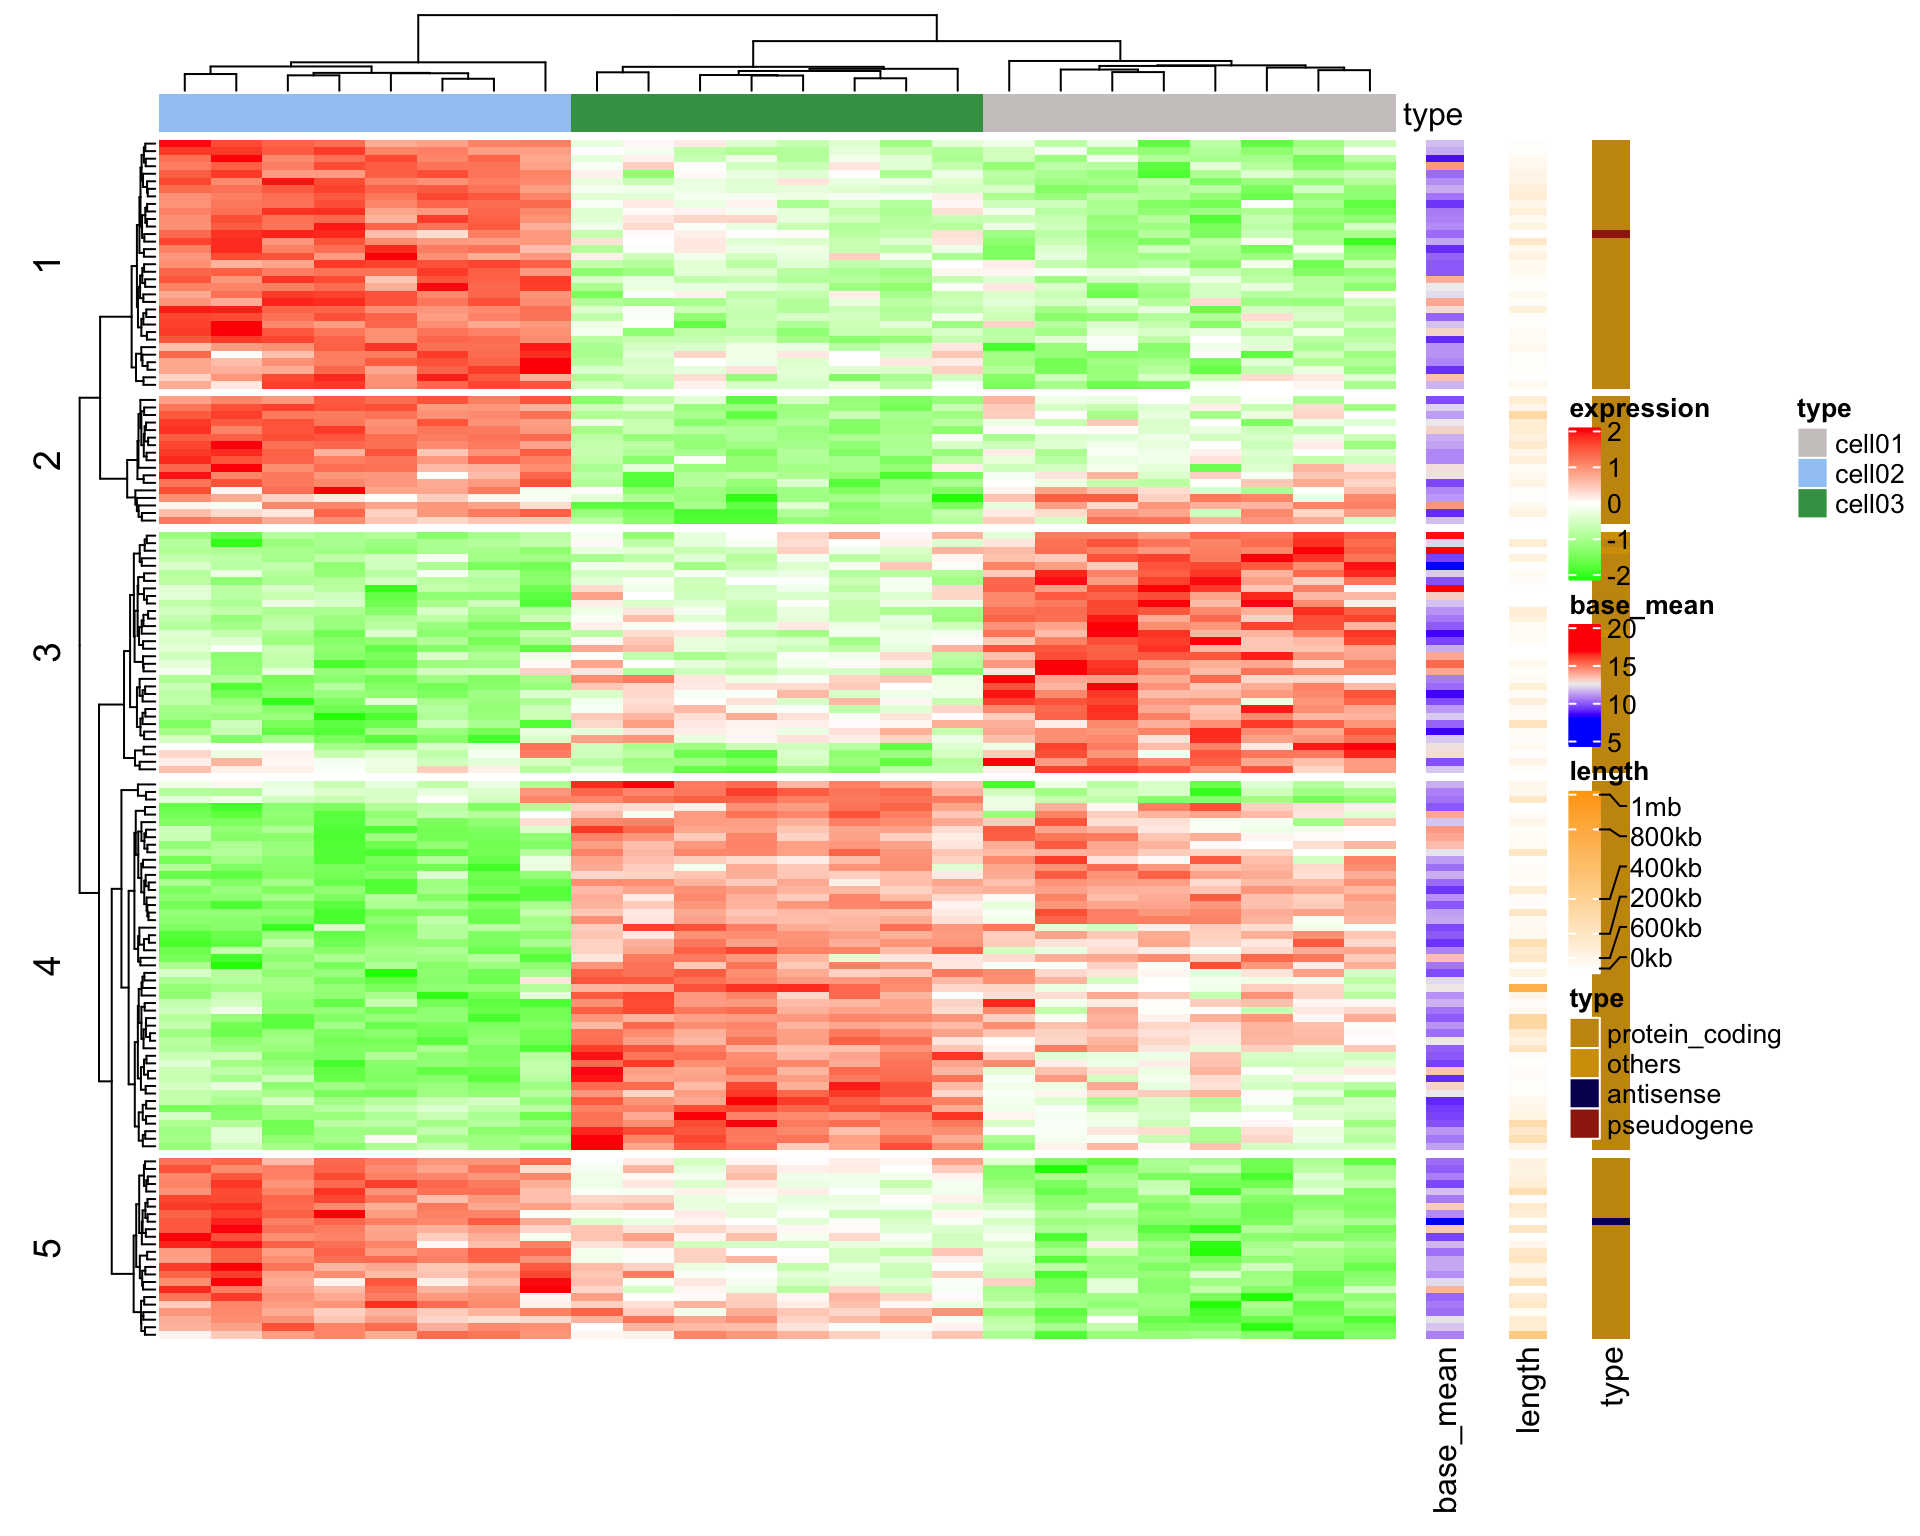 type
1
2
3
4
5
expression
2
1
0
-1
-2
base_mean
20
15
10
5
length
1mb
800kb
400kb
200kb
600kb
0kb
type
protein_coding
others
antisense
pseudogene
type
cell01
cell02
cell03
base_mean
length
type